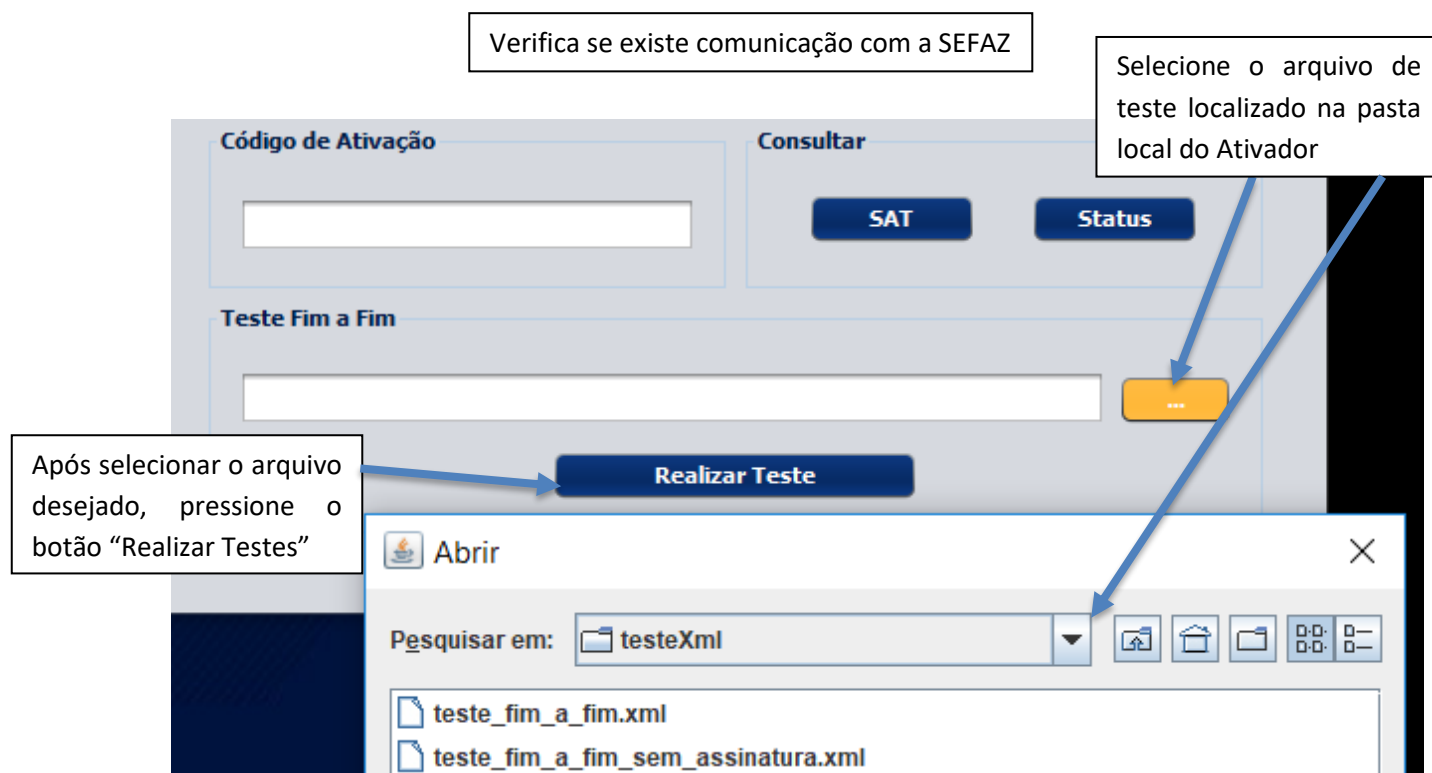 Verifica se existe comunicação com a SEFAZ
Selecione o arquivo de
teste localizado na pasta
local do Ativador
Código de Ativação
Consultar
SAT
Status
Teste Fim a Fim
...
Após selecionar o arquivo
desejado, pressione o
botão “Realizar Testes”
Realizar Teste
Abrir
Pesquisar em:
testeXml
teste_fim_a_fim.xml
teste_fim_a_fim_sem_assinatura.xml